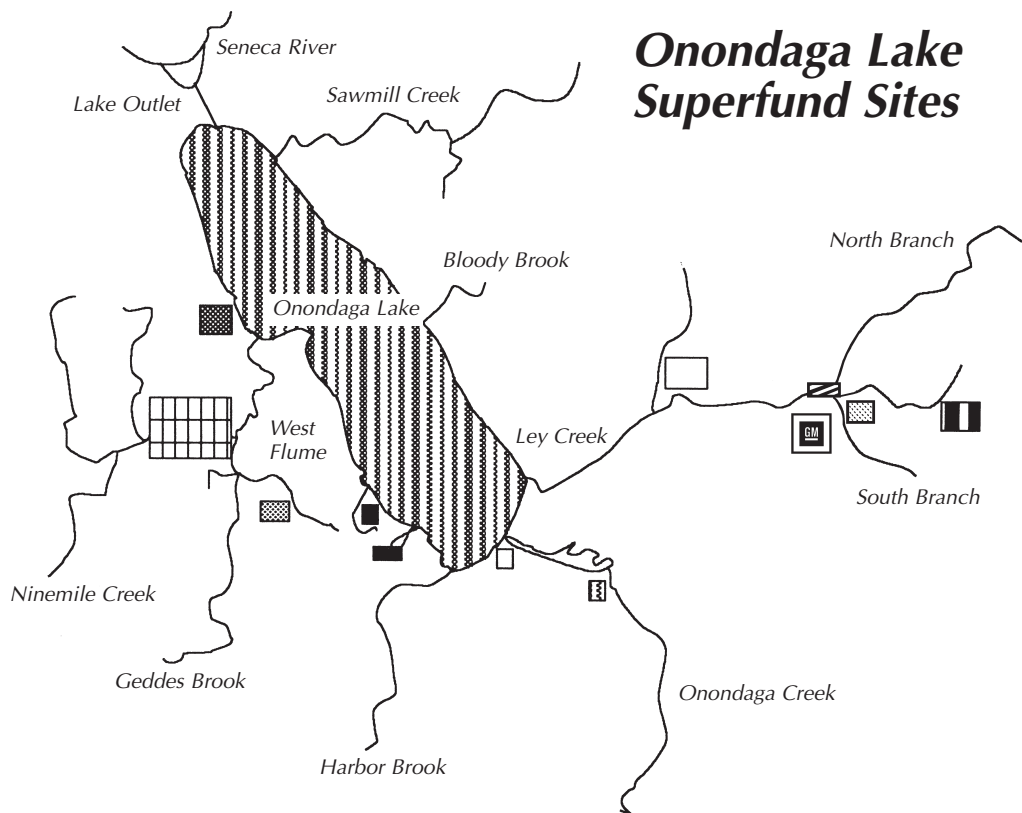 Onondaga Lake
Superfund Sites
Seneca River
Lake Outlet
Sawmill Creek
North Branch
Bloody Brook
Onondaga Lake
West
Flume
Ley Creek
GM
South Branch
Ninemile Creek
Geddes Brook
Onondaga Creek
Harbor Brook